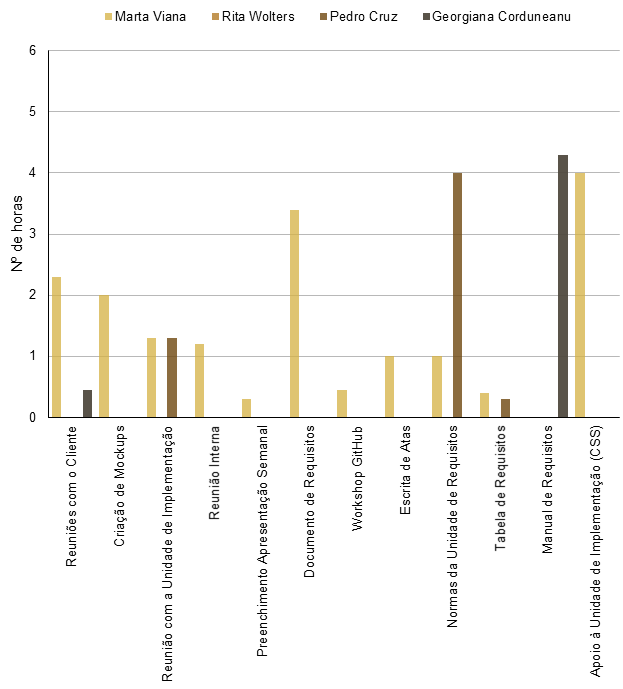 Marta Viana Rita Wolters Pedro Cruz Georgiana Corduneanu
Nº de horas
6
5
4
3
2
1
0
Reuniões com o Cliente
Criação de Mockups
Reunião com a Unidade de Implementação
Reunião Interna
Preenchimento Apresentação Semanal
Documento de Requisitos
Workshop GitHub
Escrita de Atas
Normas da Unidade de Requisitos
Tabela de Requisitos
Manual de Requisitos
Apoio à Unidade de Implementação (CSS)